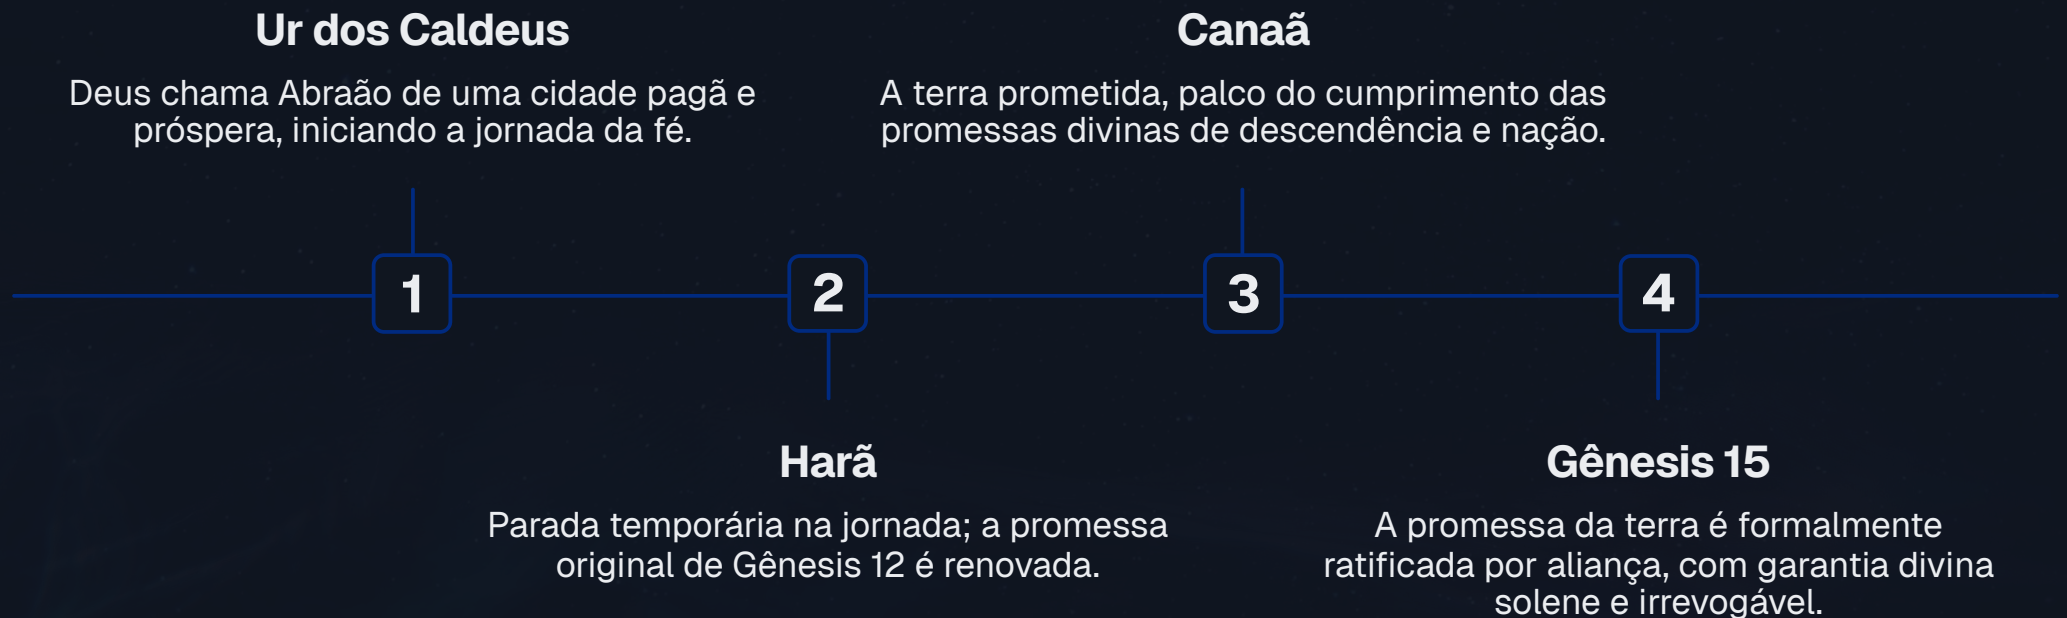 Ur dos Caldeus
Deus chama Abraão de uma cidade pagã e
próspera, iniciando a jornada da fé.
Canaã
A terra prometida, palco do cumprimento das
promessas divinas de descendência e nação.
1
2
3
4
Harã
Parada temporária na jornada; a promessa
original de Gênesis 12 é renovada.
Gênesis 15
A promessa da terra é formalmente
ratificada por aliança, com garantia divina
solene e irrevogável.